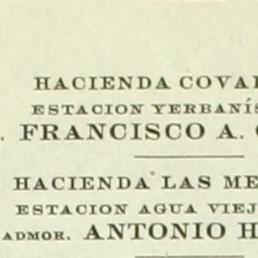 HACIENDA COVA
ESTACION YERBANÍS
. FRANCISCO A.
HACIENDA LAS ME
ESTACION AGUA VIEJ
ADMOR. ANTONIO H